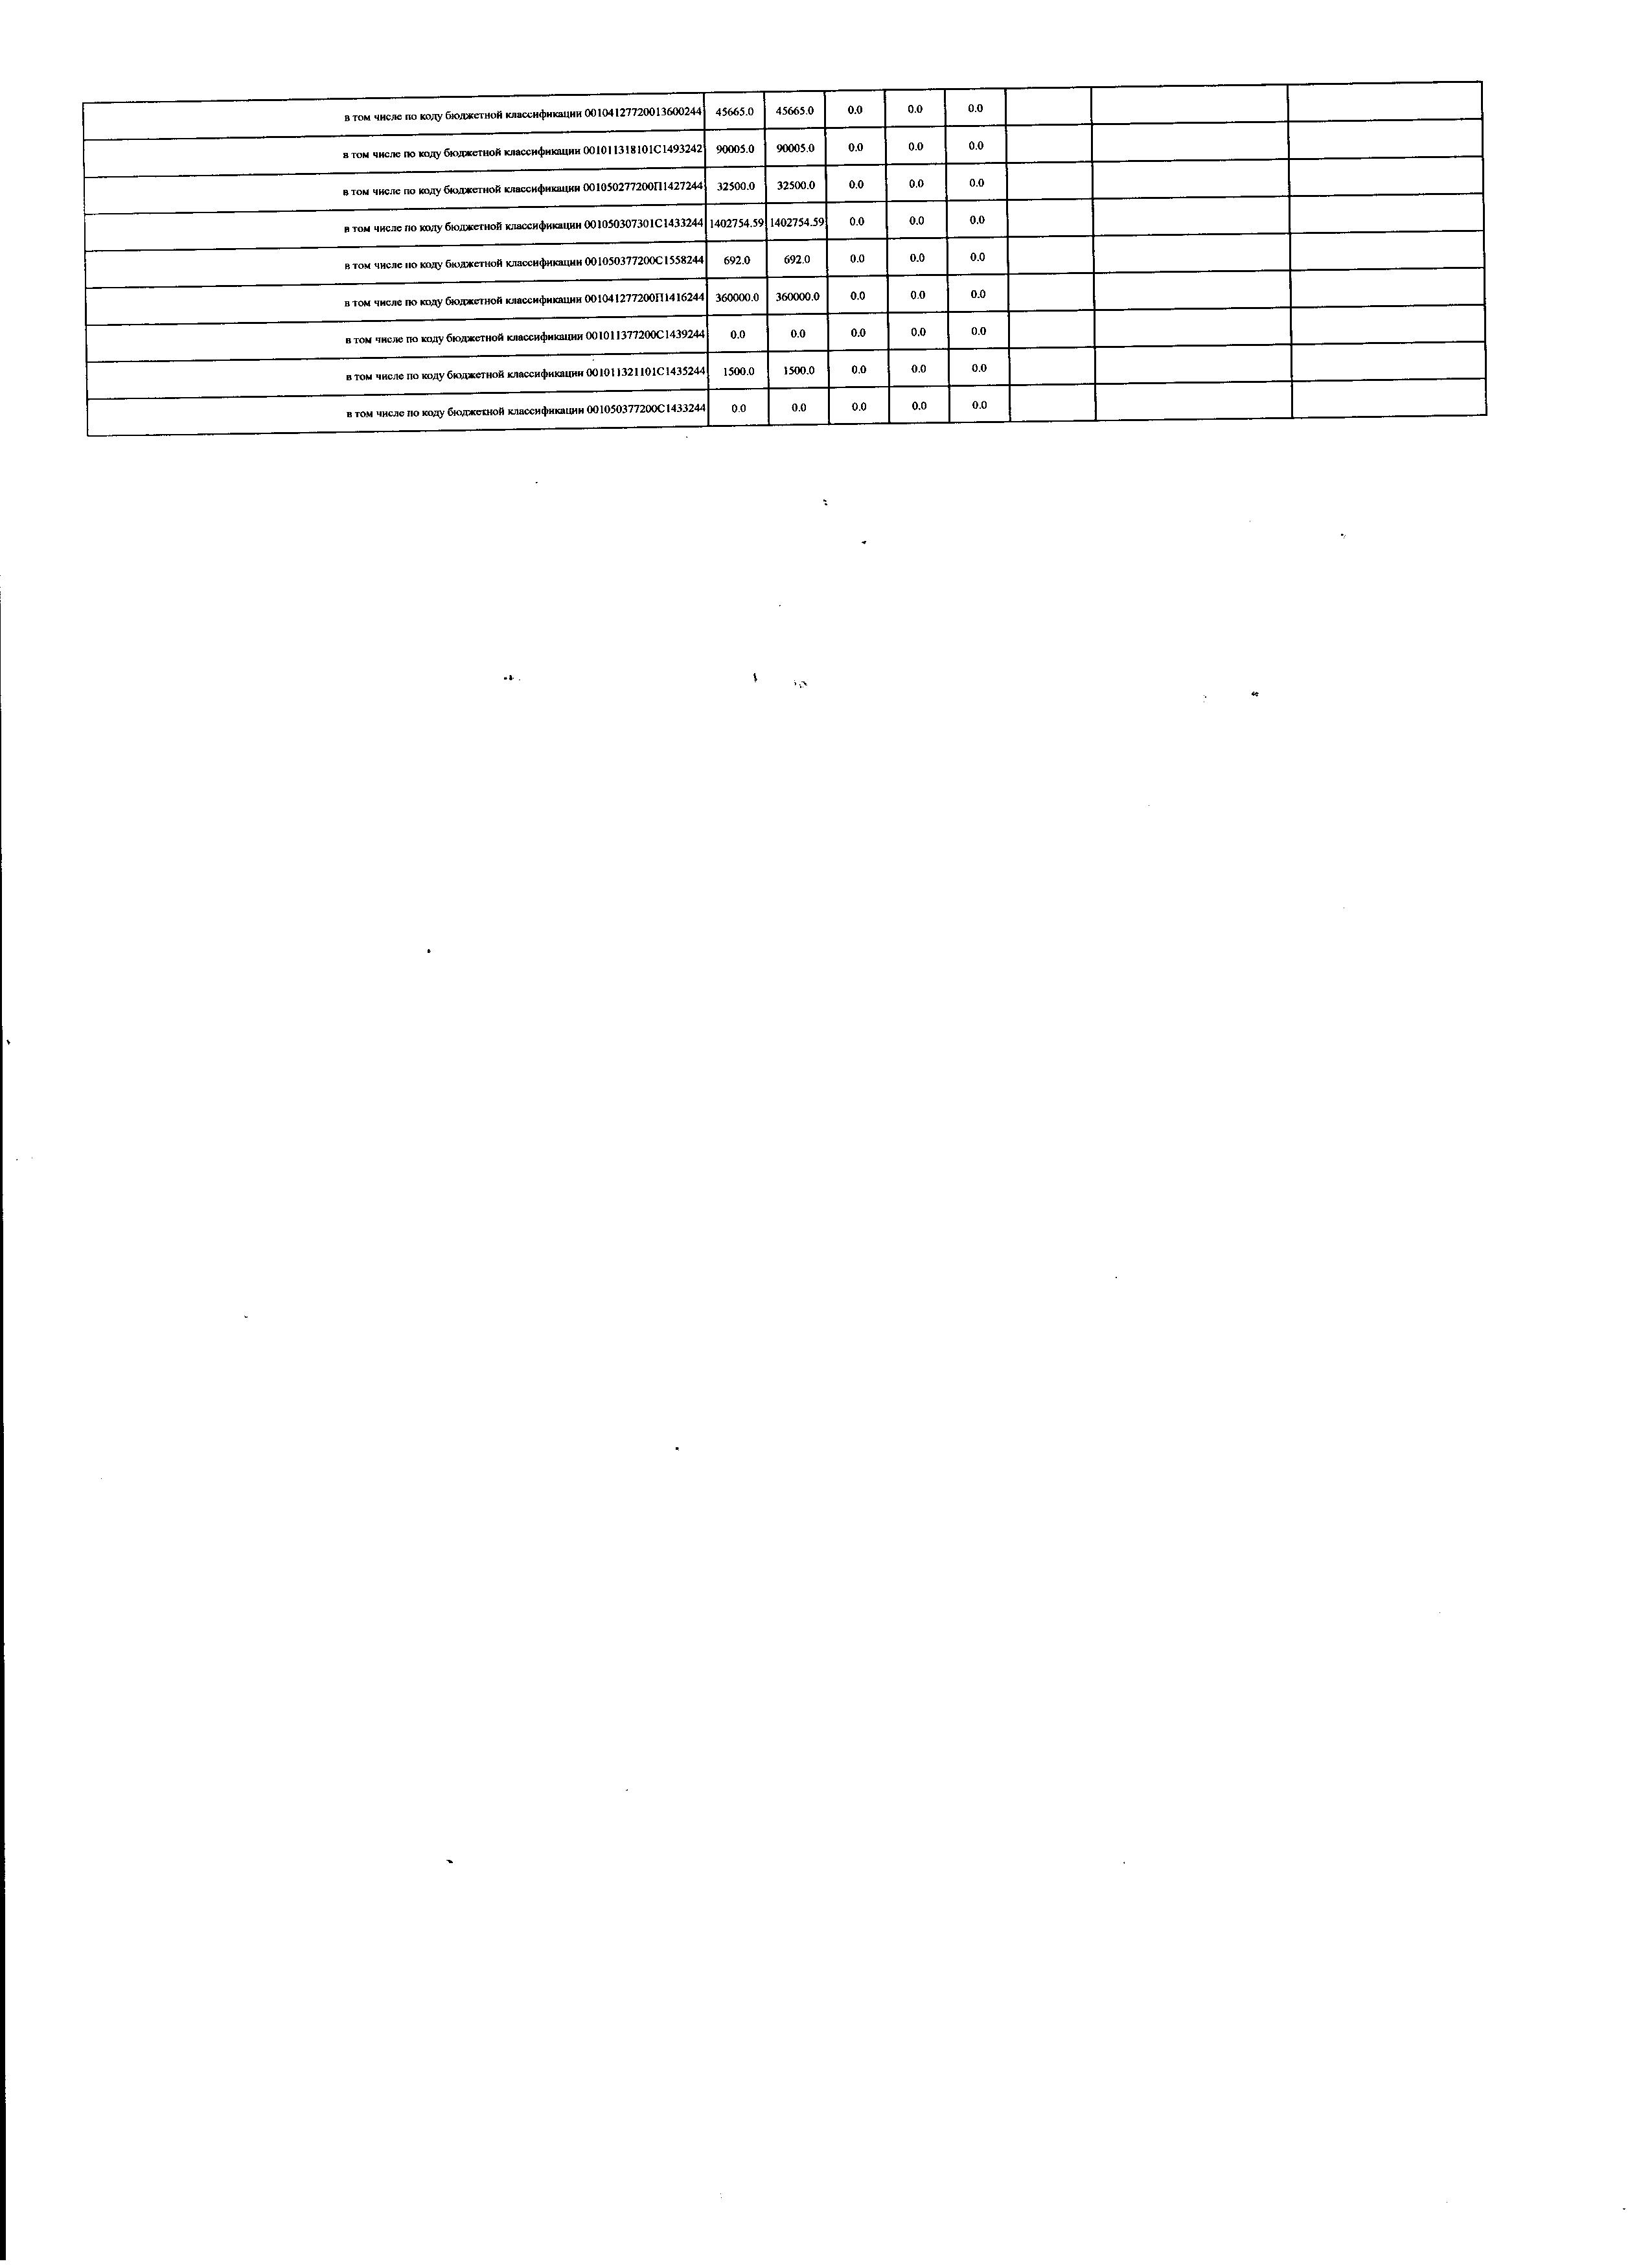 в том числе по коду бюджетной классификации 00104127720013600244 45665.0 45665.0 0.0 0.0 0.0
в том числе по коду бюджетной классификации 001011318101С1493242 90005.0 90005.0 0.0 0.0 0.0
в том числе по коду бюджетной классификации 001050277200П1427244 32500.0 32500.0 0.0 0.0 0.0
в том числе по коду бюджетной классификации 001050307301С1433244 1402754.59 1402754.59 0.0 0.0 0.0
в том числе по коду бюджетной классификации 001050377200С1558244 692.0 692.0 0.0 0.0 0.0
в том числе по коду бюджетной классификации 001041277200П1416244 360000.0 360000.0 0.0 0.0 0.0
в том числе по коду бюджетной классификации 001011377200С1439244 0.0 0.0 0.0 0.0 0.0
в том числе по коду бюджетной классификации 001011321101С1435244 1500.0 1500.0 0.0 0.0 0.0
в том числе по коду бюджетной классификации 001050377200С1433244 0.0 0.0 0.0 0.0 0.0